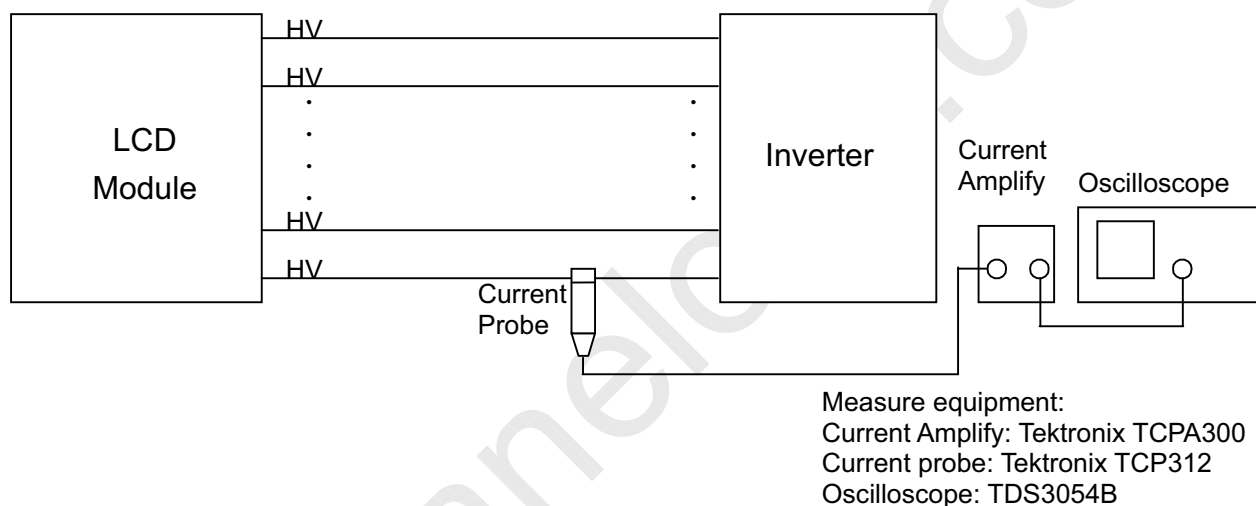 HV
HV
LCD
Module
Inverter
HV
HV
Current
Probe
Current
Amplify
Oscilloscope
Measure equipment:
Current Amplify: Tektronix TCPA300
Current probe: Tektronix TCP312
Oscilloscope: TDS3054B